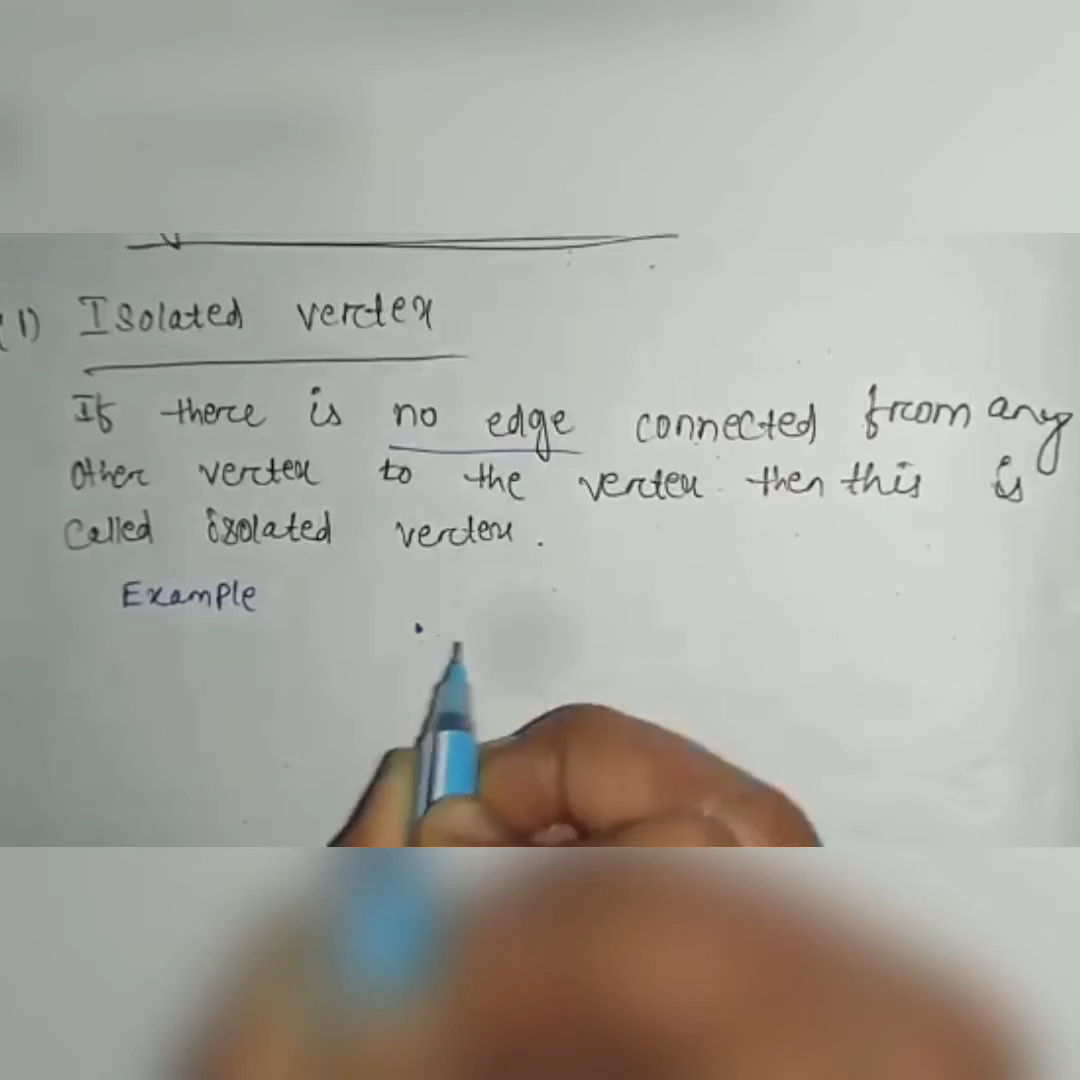 (1) Isolated vertex
If there is no edge connected from any
other vertex to the vertex then this is
called isolated vertex.
Example